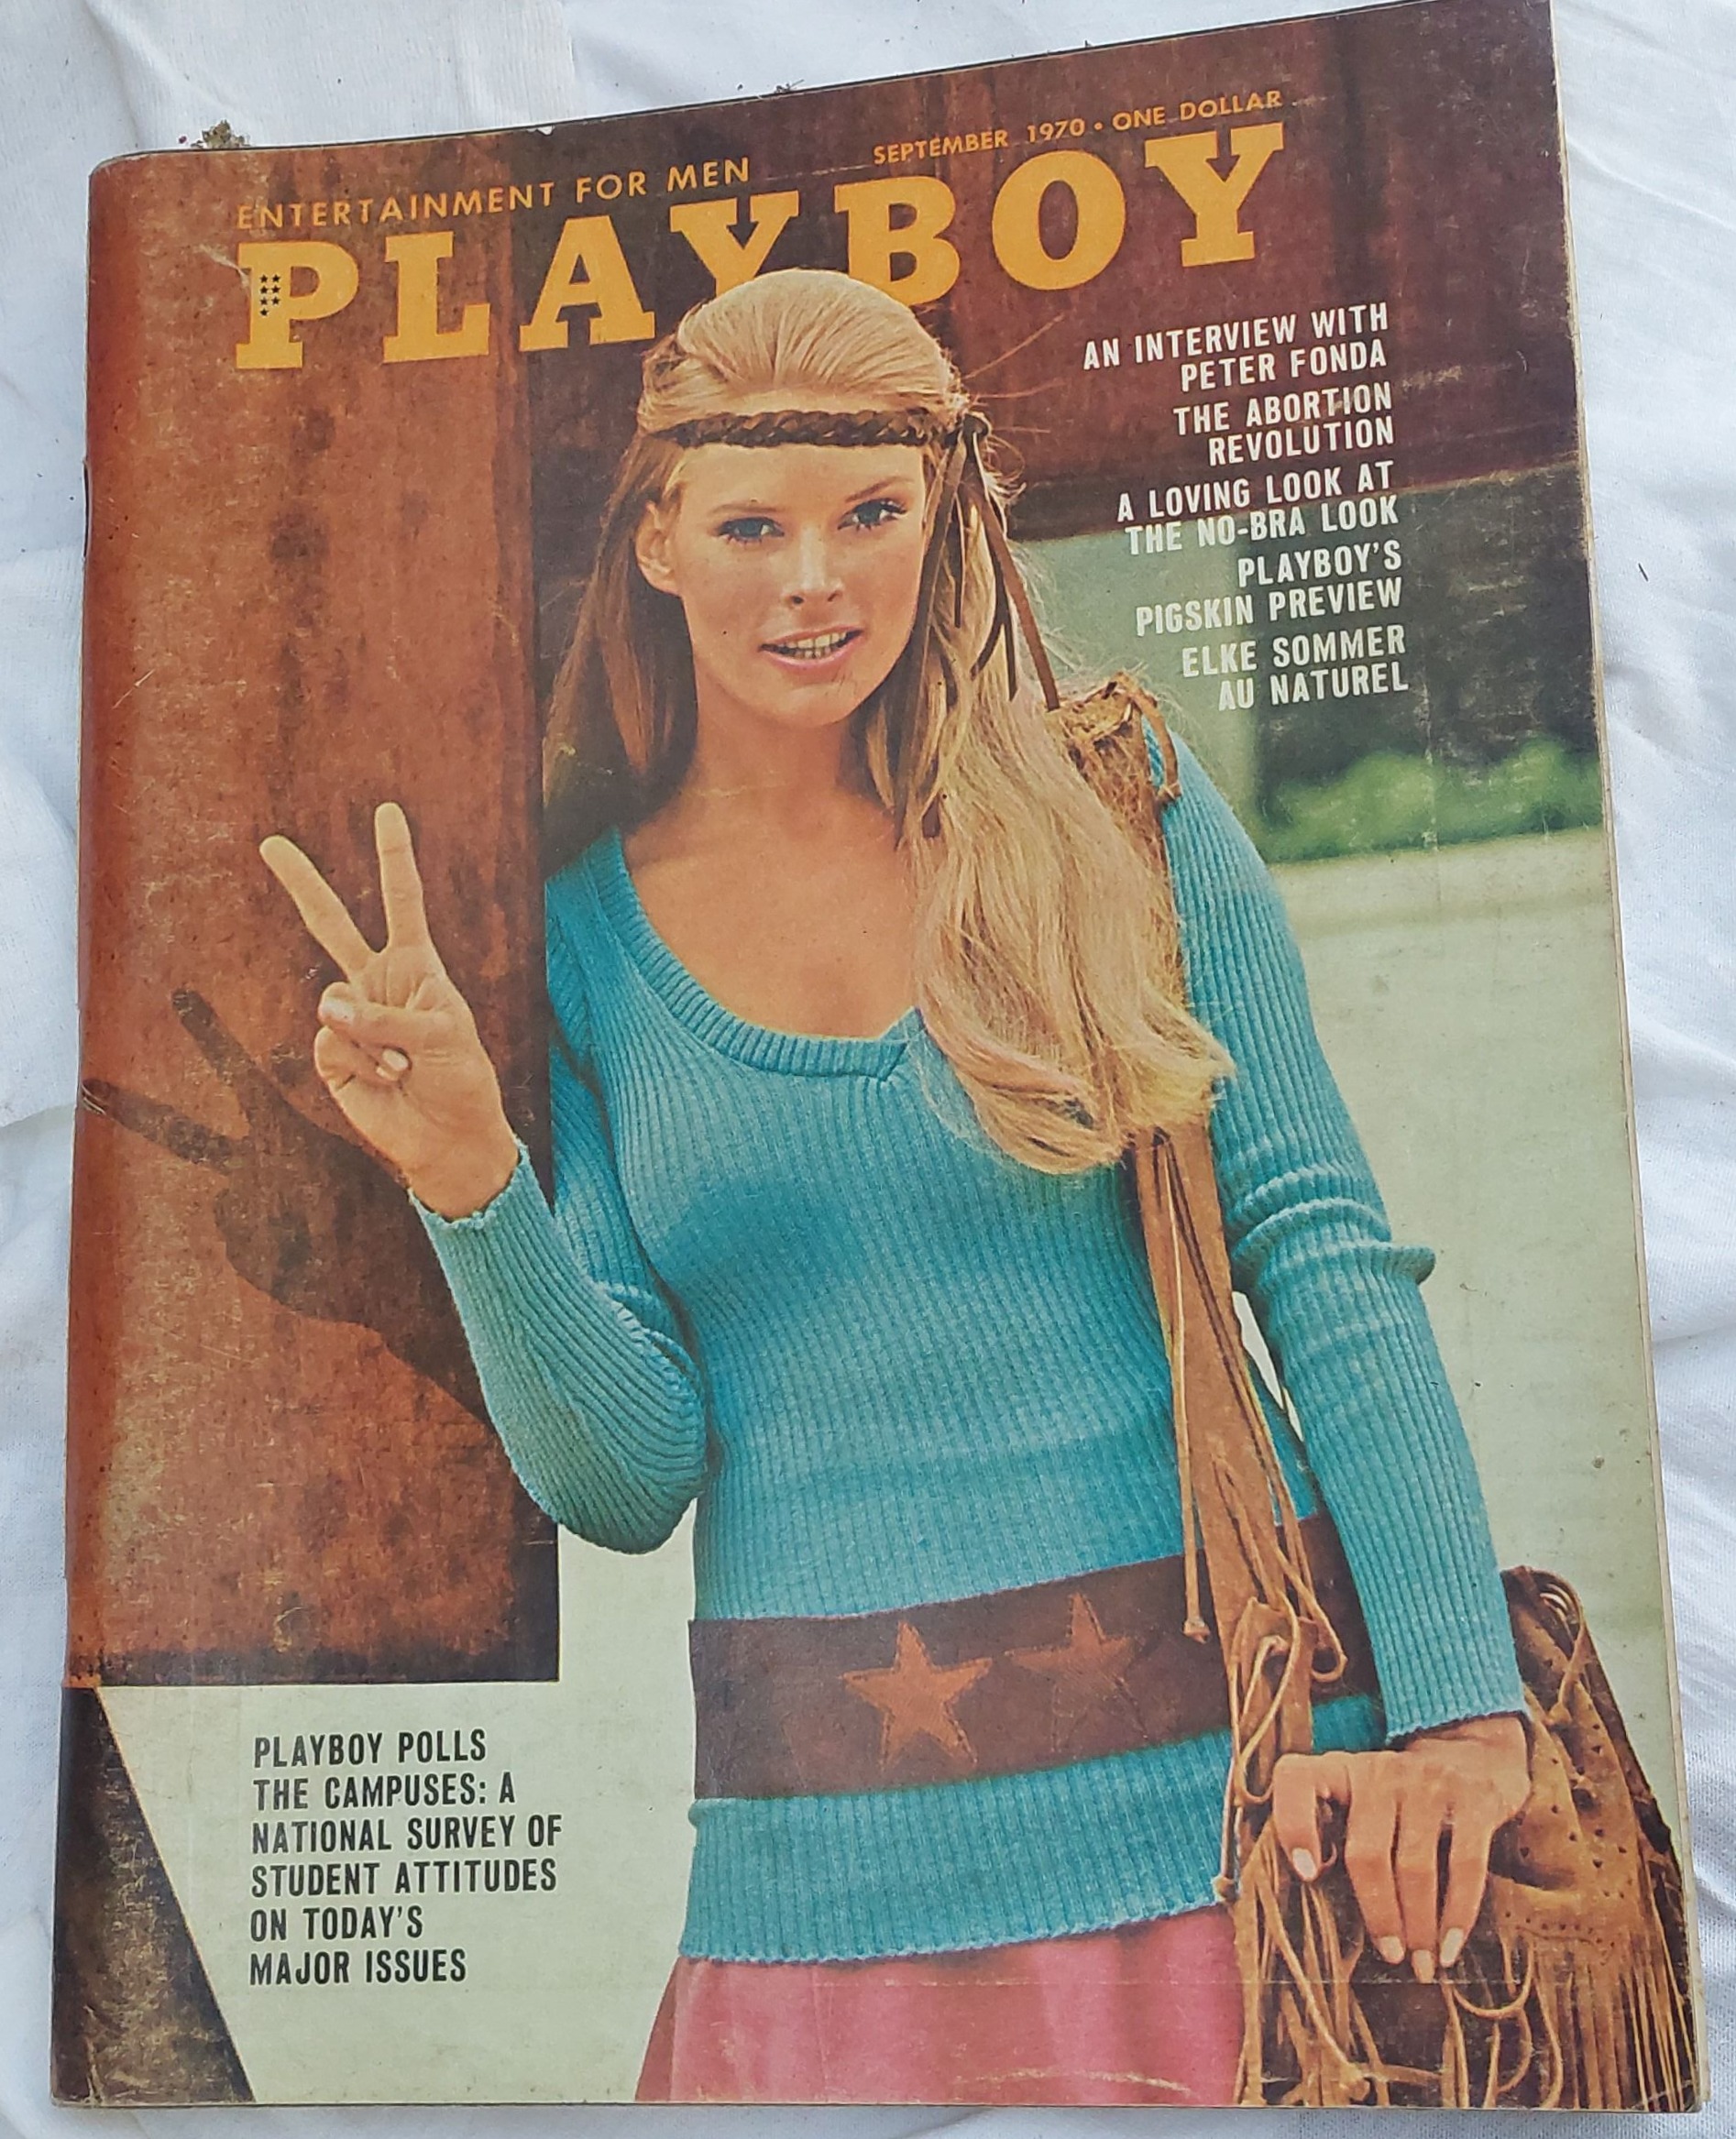 SEPTEMBER 1970 • ONE DOLLAR
ENTERTAINMENT FOR MEN
PLAYBOY
AN INTERVIEW WITH
PETER FONDA
THE ABORTION
REVOLUTION
A LOVING LOOK AT
THE NO-BRA LOOK
PLAYBOY'S
PIGSKIN PREVIEW
ELKE SOMMER
AU NATUREL
PLAYBOY POLLS
THE CAMPUSES: A
NATIONAL SURVEY OF
STUDENT ATTITUDES
ON TODAY'S
MAJOR ISSUES